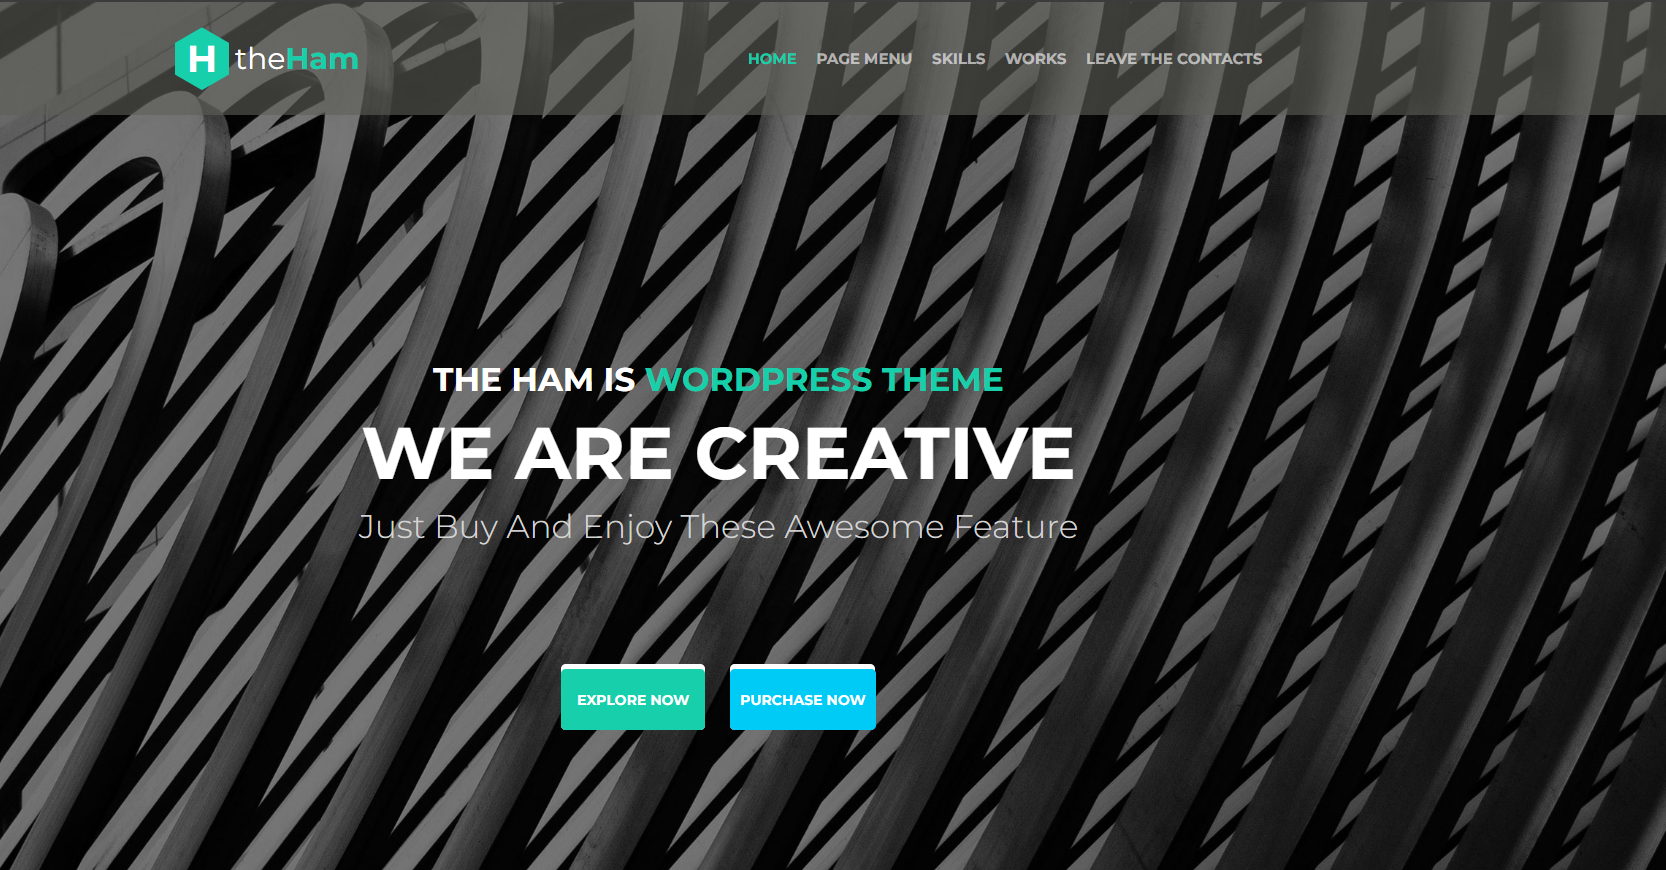 H theHam
HOME PAGE MENU SKILLS WORKS LEAVE THE CONTACTS
THE HAM IS WORDPRESS THEME
WE ARE CREATIVE
Just Buy And Enjoy These Awesome Feature
EXPLORE NOW PURCHASE NOW